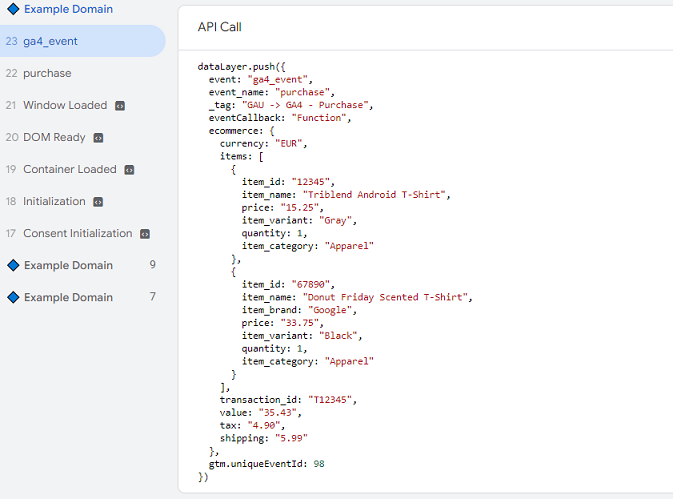 Example Domain
23 ga4_event
22 purchase
21 Window Loaded
20 DOM Ready
19 Container Loaded
18 Initialization
17 Consent Initialization
Example Domain 9
Example Domain 7
API Call
dataLayer.push({
  event: "ga4_event",
  event_name: "purchase",
  _tag: "GAU -> GA4 - Purchase",
  eventCallback: "Function",
  ecommerce: {
    currency: "EUR",
    items: [
      {
        item_id: "12345",
        item_name: "Triblend Android T-Shirt",
        price: "15.25",
        item_variant: "Gray",
        quantity: 1,
        item_category: "Apparel"
      },
      {
        item_id: "67890",
        item_name: "Donut Friday Scented T-Shirt",
        item_brand: "Google",
        price: "33.75",
        item_variant: "Black",
        quantity: 1,
        item_category: "Apparel"
      }
    ],
    transaction_id: "T12345",
    value: "35.43",
    tax: "4.90",
    shipping: "5.99"
  },
  gtm.uniqueEventId: 98
})